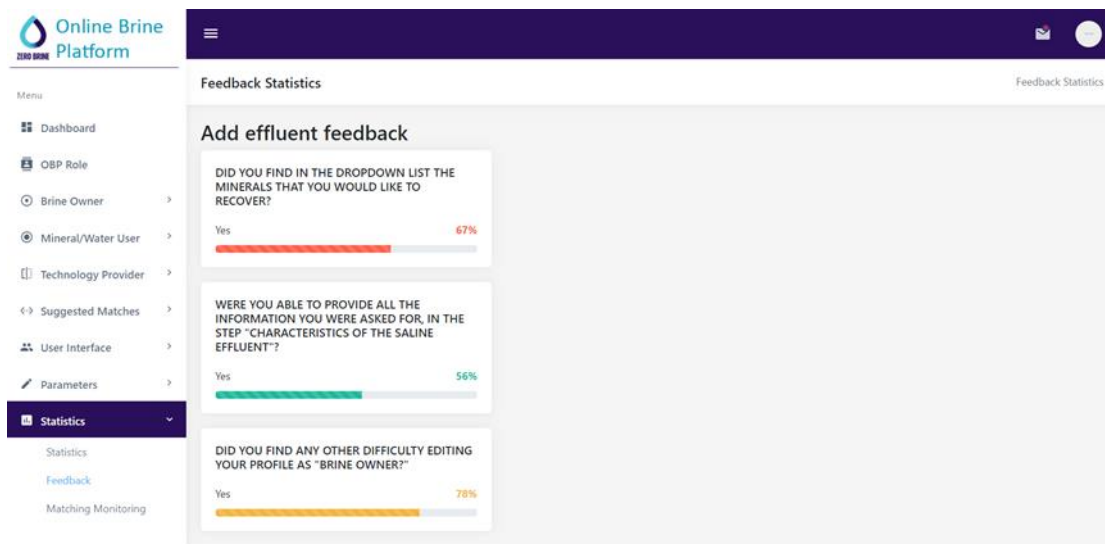 Online Brine
Platform
ZERO BRINE
Menu
Dashboard
OBP Role
Brine Owner
Mineral/Water User
Technology Provider
Suggested Matches
User Interface
Parameters
Statistics
Statistics
Feedback
Matching Monitoring
Feedback Statistics
Feedback Statistics
Add effluent feedback
DID YOU FIND IN THE DROPDOWN LIST THE
MINERALS THAT YOU WOULD LIKE TO
RECOVER?
Yes 67%
WERE YOU ABLE TO PROVIDE ALL THE
INFORMATION YOU WERE ASKED FOR, IN THE
STEP "CHARACTERISTICS OF THE SALINE
EFFLUENT"?
Yes 56%
DID YOU FIND ANY OTHER DIFFICULTY EDITING
YOUR PROFILE AS "BRINE OWNER?"
Yes 78%